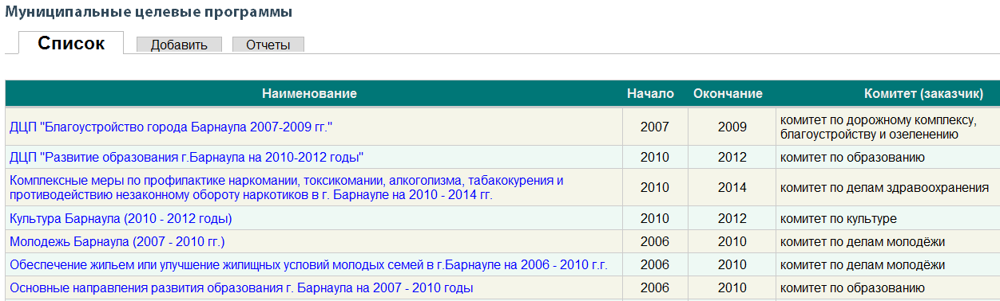 Муниципальные целевые программы
Список Добавить Отчеты
Наименование Начало Окончание Комитет (заказчик)
ДЦП "Благоустройство города Барнаула 2007-2009 гг." 2007 2009 комитет по дорожному комплексу,
благоустройству и озеленению
ДЦП "Развитие образования г.Барнаула на 2010-2012 годы" 2010 2012 комитет по образованию
Комплексные меры по профилактике наркомании, токсикомании, алкоголизма, табакокурения и
противодействию незаконному обороту наркотиков в г. Барнауле на 2010 - 2014 гг. 2010 2014 комитет по делам здравоохранения
Культура Барнаула (2010 - 2012 годы) 2010 2012 комитет по культуре
Молодежь Барнаула (2007 - 2010 гг.) 2006 2010 комитет по делам молодёжи
Обеспечение жильем или улучшение жилищных условий молодых семей в г.Барнауле на 2006 - 2010 г.г. 2006 2010 комитет по делам молодёжи
Основные направления развития образования г. Барнаула на 2007 - 2010 годы 2006 2010 комитет по образованию